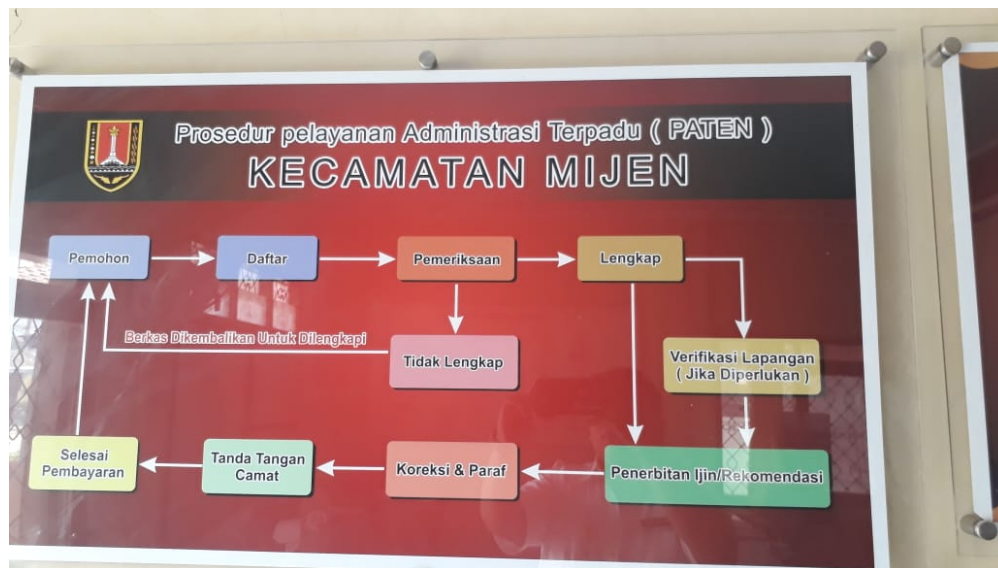 Prosedur pelayanan Administrasi Terpadu ( PATEN )
KECAMATAN MIJEN
Pemohon
Daftar
Pemeriksaan
Lengkap
Berkas Dikembalikan Untuk Dilengkapi
Tidak Lengkap
Verifikasi Lapangan
( Jika Diperlukan )
Selesai
Pembayaran
Tanda Tangan
Camat
Koreksi & Paraf
Penerbitan Ijin/Rekomendasi